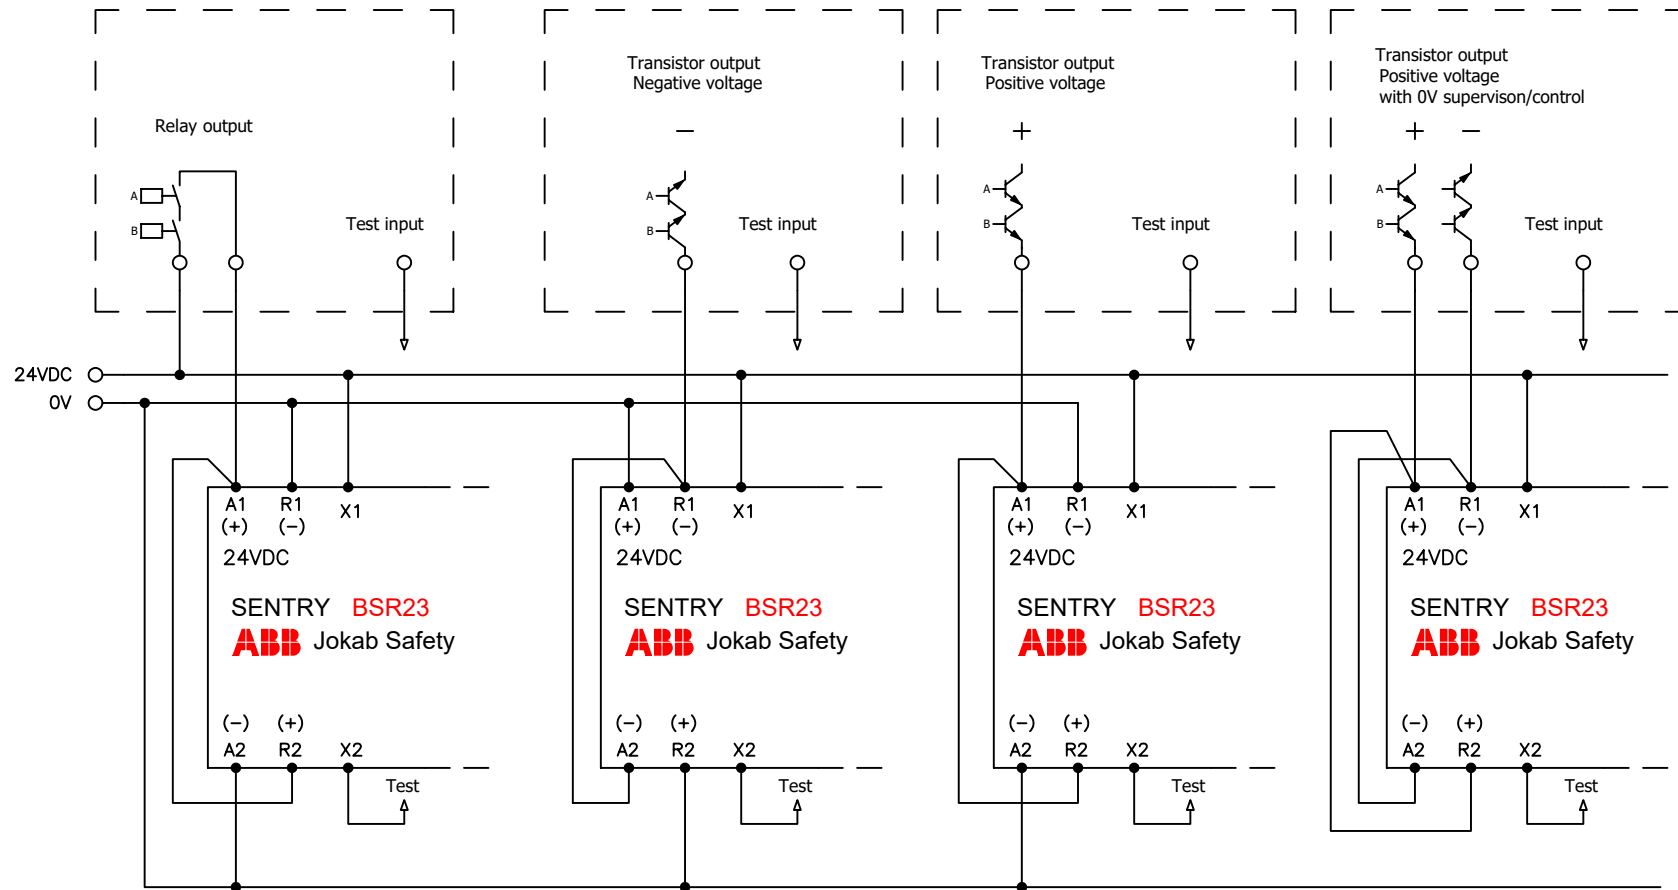 Relay output
A
B
Test input
Transistor output
Negative voltage
−
A
B
Test input
Transistor output
Positive voltage
+
A
B
Test input
Transistor output
Positive voltage
with 0V supervison/control
+ −
A
B
Test input
24VDC
0V
A1 R1 X1
(+) (−)
24VDC
SENTRY BSR23
ABB Jokab Safety
(−) (+)
A2 R2 X2
Test
A1 R1 X1
(+) (−)
24VDC
SENTRY BSR23
ABB Jokab Safety
(−) (+)
A2 R2 X2
Test
A1 R1 X1
(+) (−)
24VDC
SENTRY BSR23
ABB Jokab Safety
(−) (+)
A2 R2 X2
Test
A1 R1 X1
(+) (−)
24VDC
SENTRY BSR23
ABB Jokab Safety
(−) (+)
A2 R2 X2
Test